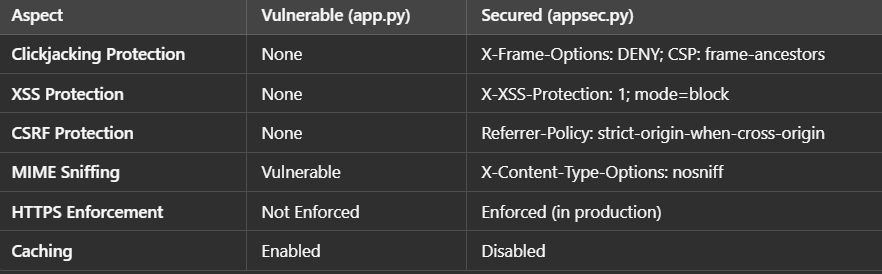 Aspect Vulnerable (app.py) Secured (appsec.py)
Clickjacking Protection None X-Frame-Options: DENY; CSP: frame-ancestors
XSS Protection None X-XSS-Protection: 1; mode=block
CSRF Protection None Referrer-Policy: strict-origin-when-cross-origin
MIME Sniffing Vulnerable X-Content-Type-Options: nosniff
HTTPS Enforcement Not Enforced Enforced (in production)
Caching Enabled Disabled